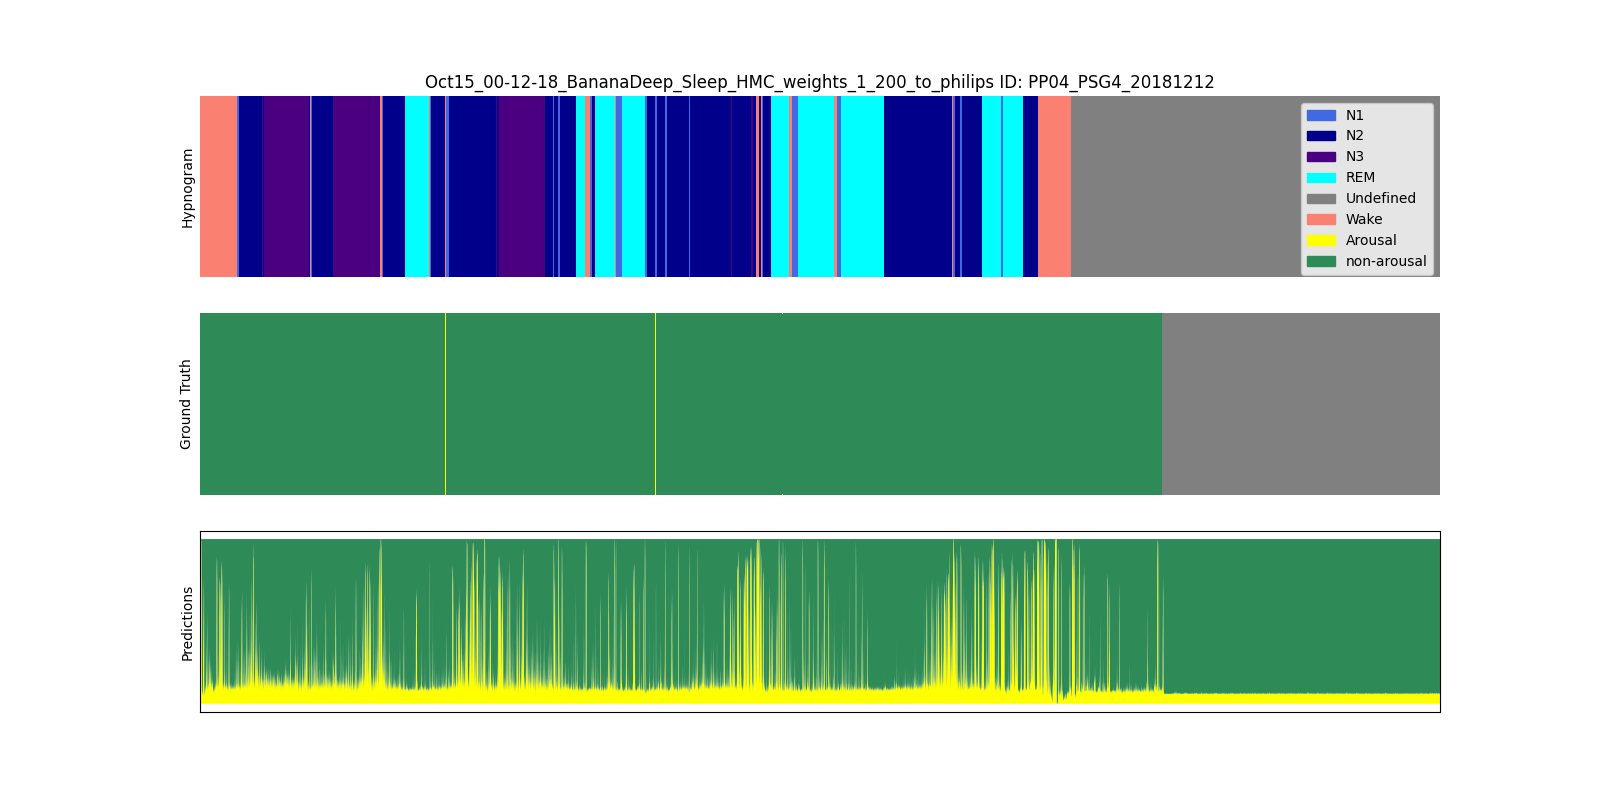 Oct15_00-12-18_BananaDeep_Sleep_HMC_weights_1_200_to_philips ID: PP04_PSG4_20181212
Hypnogram
N1
N2
N3
REM
Undefined
Wake
Arousal
non-arousal
Ground Truth
Predictions